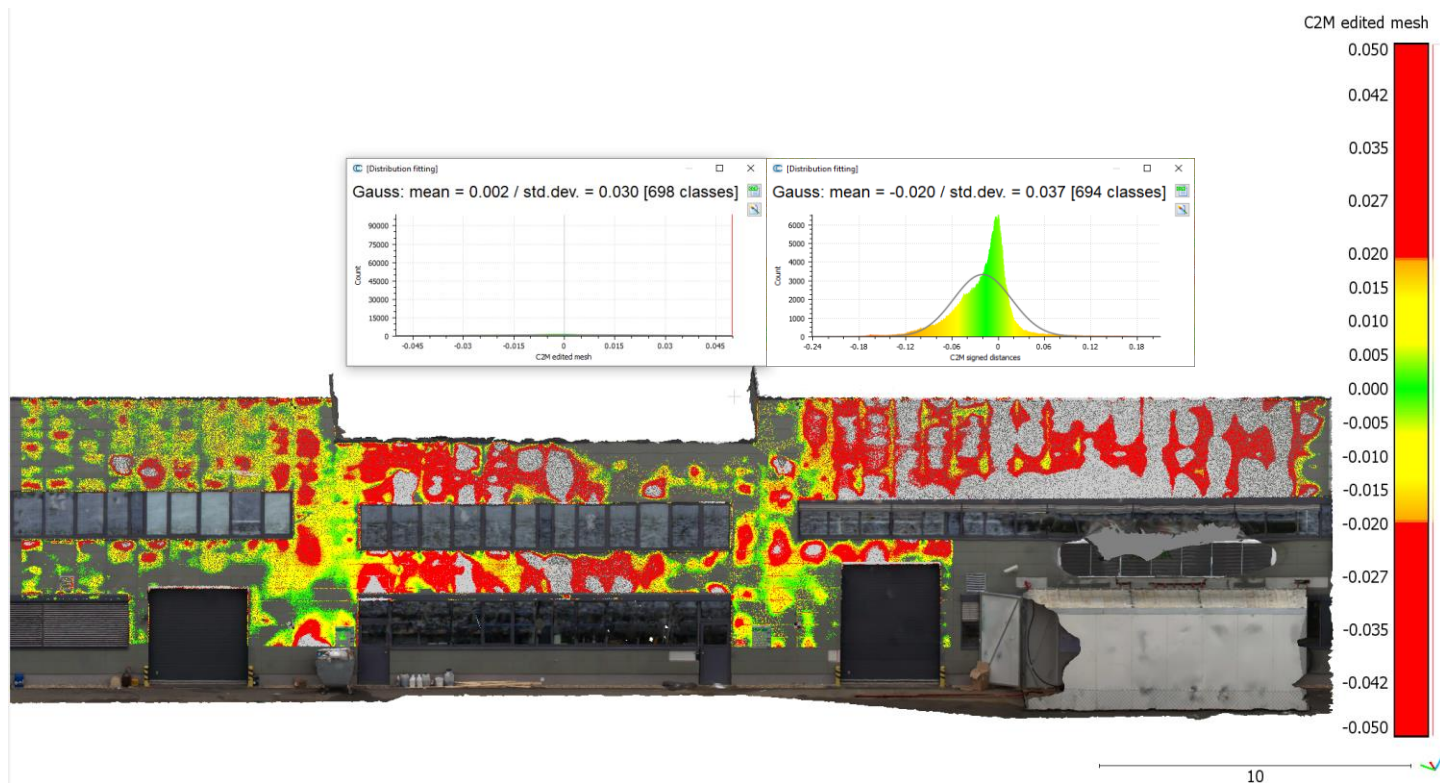 C2M edited mesh
0.050
0.042
0.035
0.027
0.020
0.015
0.010
0.005
0.000
-0.005
-0.010
-0.015
-0.020
-0.027
-0.035
-0.042
-0.050
[Distribution fitting]
Gauss: mean = 0.002 / std.dev. = 0.030 [698 classes]
Count
90000
75000
60000
45000
30000
15000
0
-0.045 -0.03 -0.015 0 0.015 0.03 0.045
C2M edited mesh
[Distribution fitting]
Gauss: mean = -0.020 / std.dev. = 0.037 [694 classes]
Count
6000
5000
4000
3000
2000
1000
0
-0.24 -0.18 -0.12 -0.06 0 0.06 0.12 0.18
C2M signed distances
10